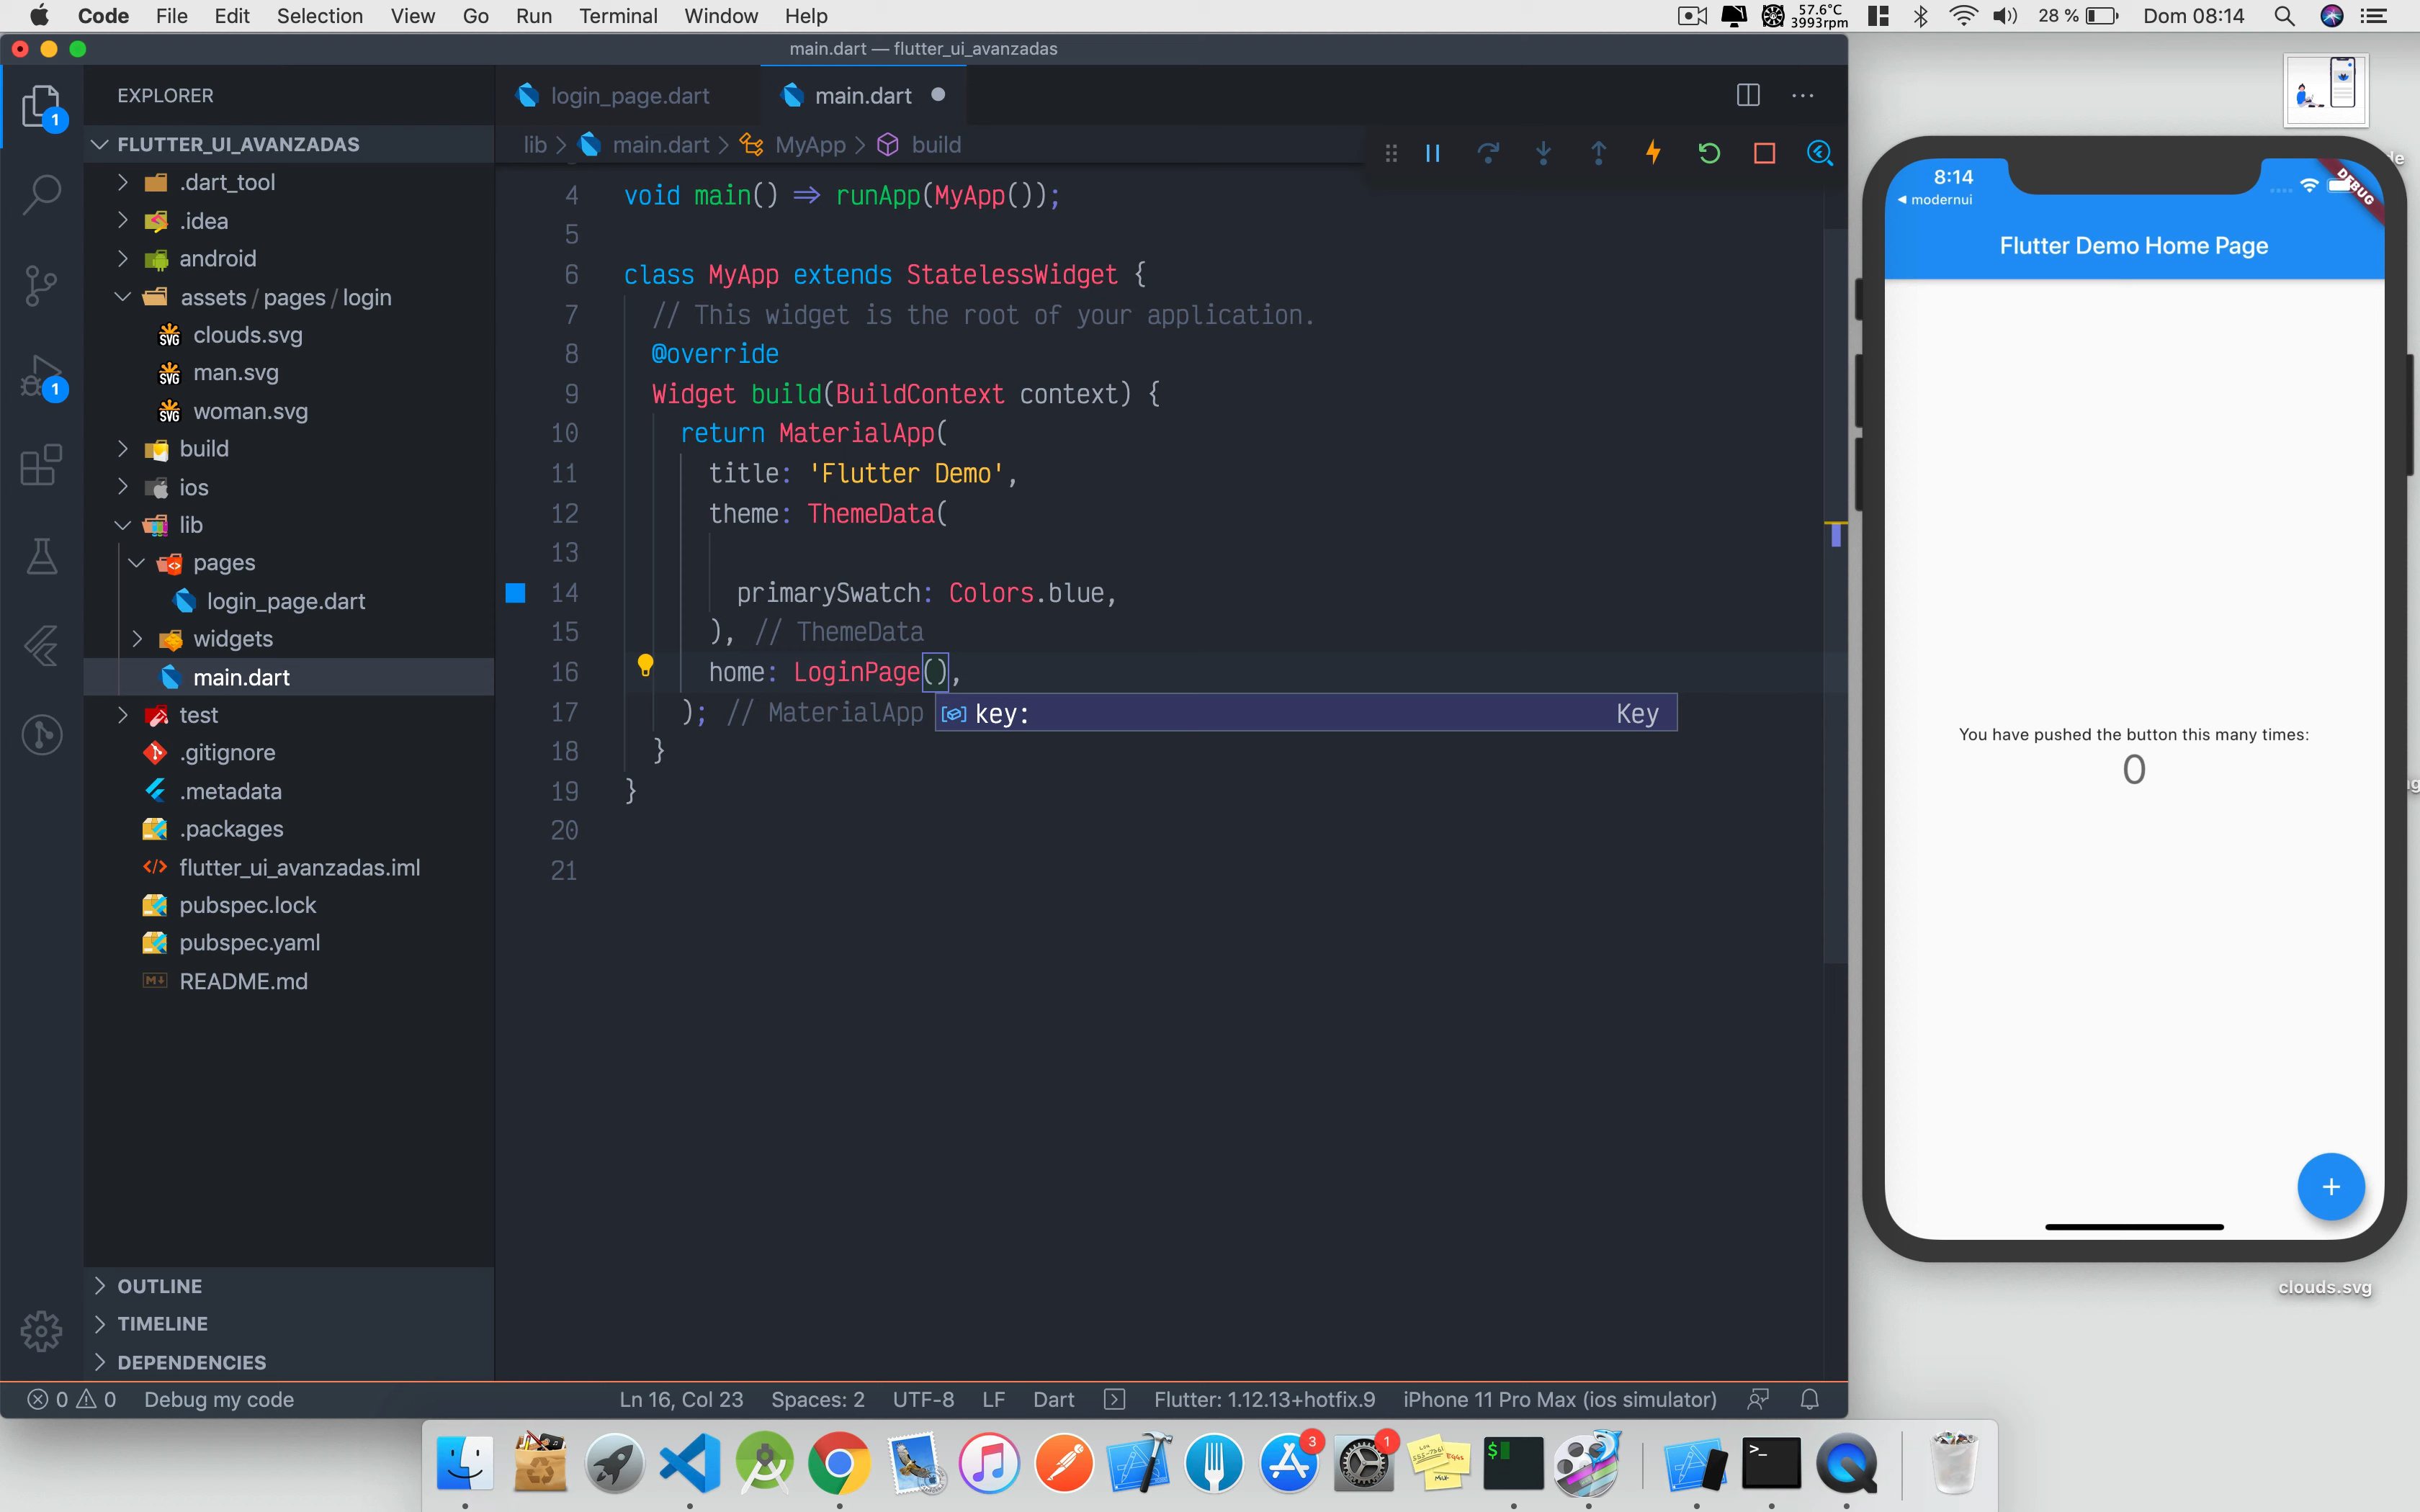 Code File Edit Selection View Go Run Terminal Window Help
57.6°C
3993rpm
28 % Dom 08:14
main.dart — flutter_ui_avanzadas
EXPLORER
1
FLUTTER_UI_AVANZADAS
.dart_tool
.idea
android
assets / pages / login
clouds.svg
man.svg
woman.svg
build
ios
lib
pages
login_page.dart
widgets
main.dart
test
.gitignore
.metadata
.packages
flutter_ui_avanzadas.iml
pubspec.lock
pubspec.yaml
README.md
1
OUTLINE
TIMELINE
DEPENDENCIES
login_page.dart main.dart
lib > main.dart > MyApp > build
4 void main() => runApp(MyApp());
5
6 class MyApp extends StatelessWidget {
7 // This widget is the root of your application.
8 @override
9 Widget build(BuildContext context) {
10 return MaterialApp(
11 title: 'Flutter Demo',
12 theme: ThemeData(
13
14 primarySwatch: Colors.blue,
15 ), // ThemeData
16 home: LoginPage(),
17 ); // MaterialApp
key: Key
18 }
19 }
20
21
0 0 Debug my code Ln 16, Col 23 Spaces: 2 UTF-8 LF Dart Flutter: 1.12.13+hotfix.9 iPhone 11 Pro Max (ios simulator)
8:14
modernui
DEBUG
Flutter Demo Home Page
You have pushed the button this many times:
0
+
clouds.svg
3
1